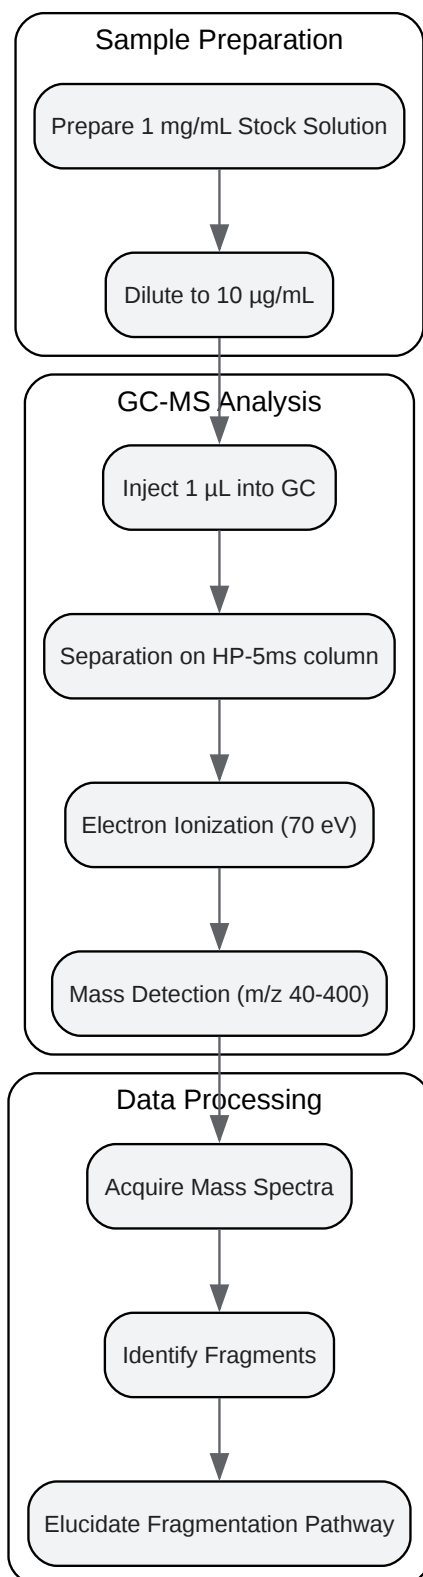 Sample Preparation
Prepare 1 mg/mL Stock Solution
Dilute to 10 µg/mL
GC-MS Analysis
Inject 1 µL into GC
Separation on HP-5ms column
Electron Ionization (70 eV)
Mass Detection (m/z 40-400)
Data Processing
Acquire Mass Spectra
Identify Fragments
Elucidate Fragmentation Pathway